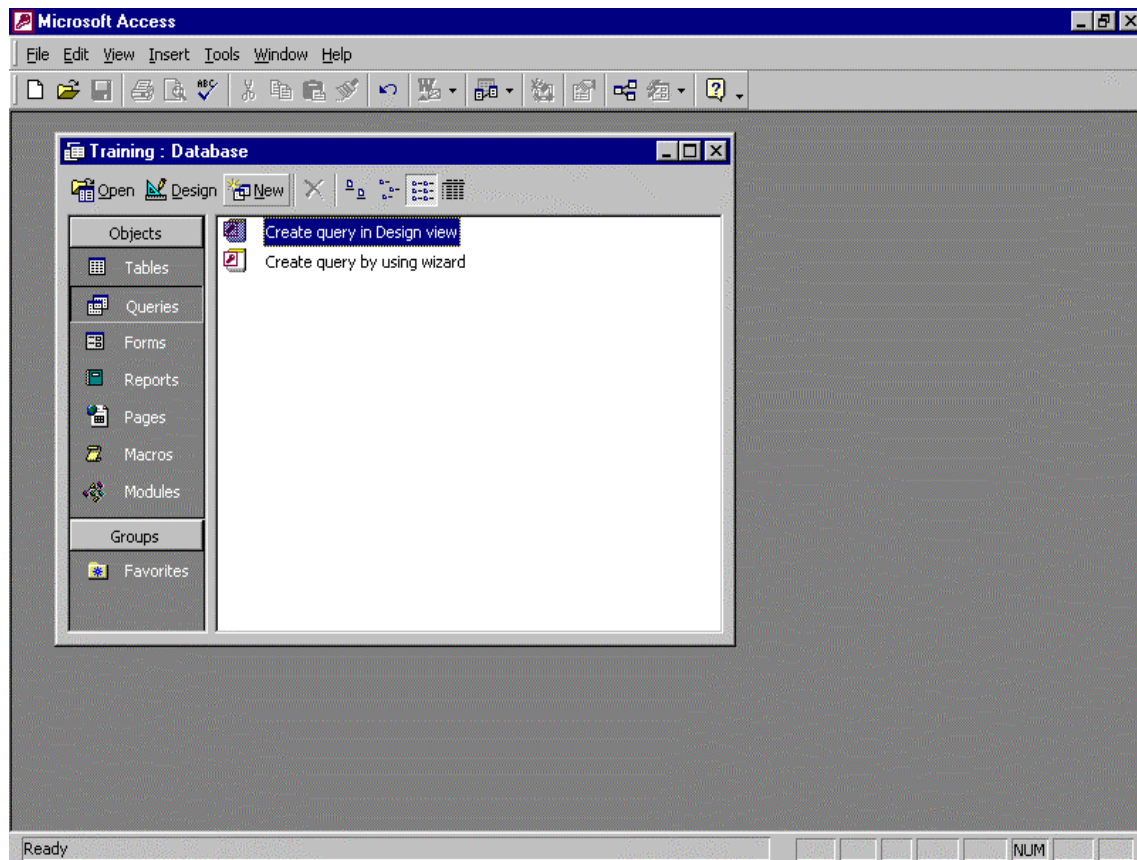 Microsoft Access
File Edit View Insert Tools Window Help
ABC
Training : Database
Open Design New
Objects
Tables
Queries
Forms
Reports
Pages
Macros
Modules
Groups
Favorites
Create query in Design view
Create query by using wizard
Ready NUM